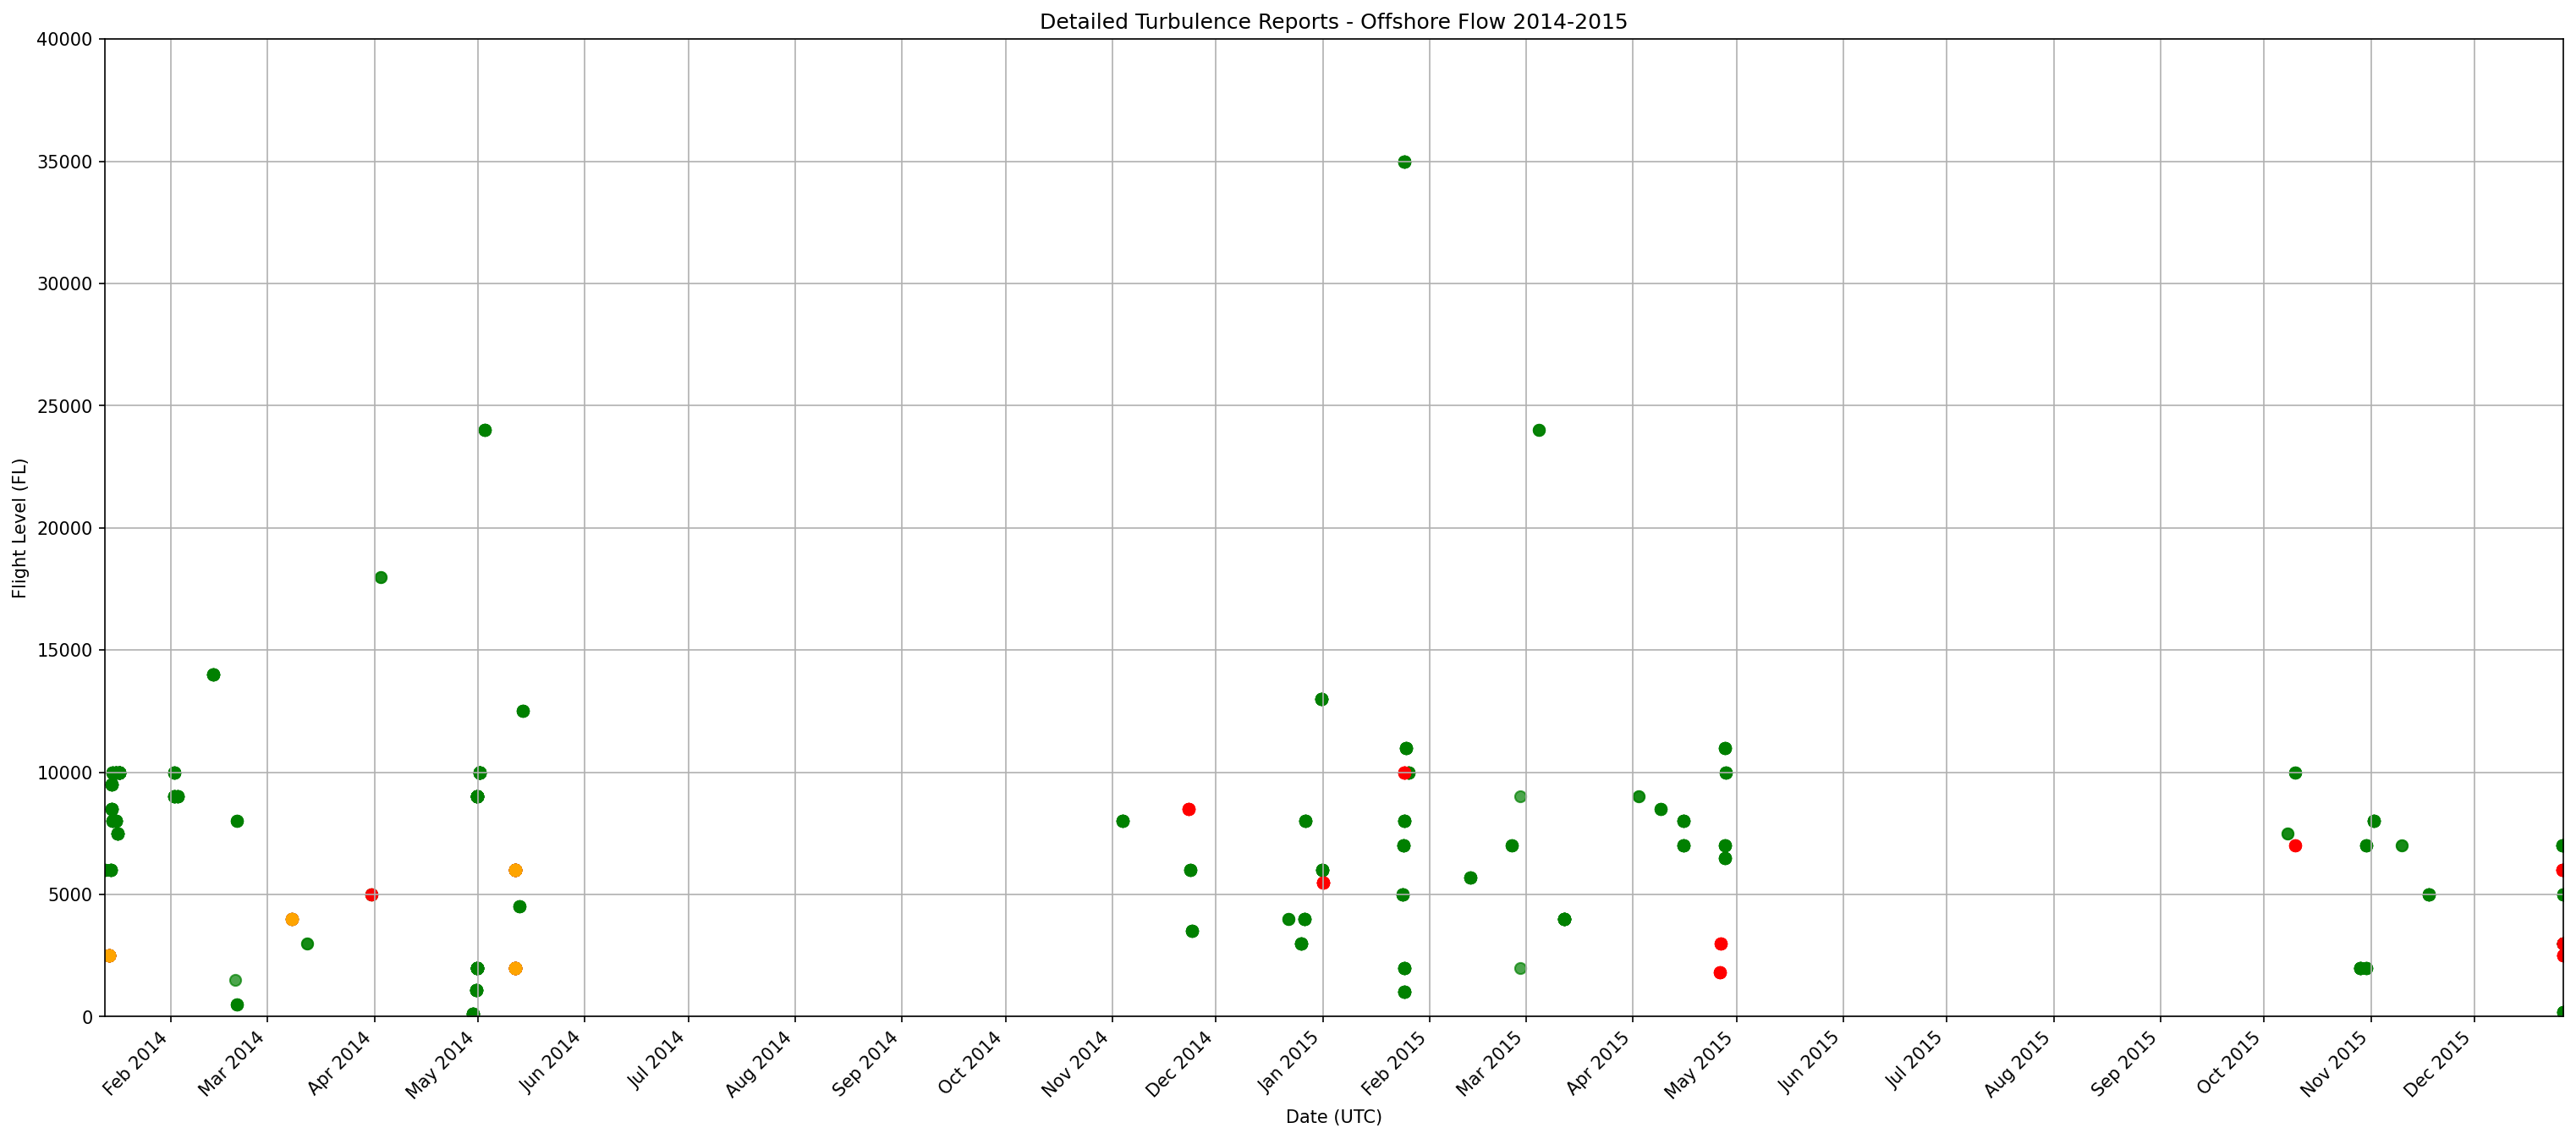 Detailed Turbulence Reports - Offshore Flow 2014-2015
40000
35000
30000
25000
20000
15000
10000
5000
0
Flight Level (FL)
Feb 2014
Mar 2014
Apr 2014
May 2014
Jun 2014
Jul 2014
Aug 2014
Sep 2014
Oct 2014
Nov 2014
Dec 2014
Jan 2015
Feb 2015
Mar 2015
Apr 2015
May 2015
Jun 2015
Jul 2015
Aug 2015
Sep 2015
Oct 2015
Nov 2015
Dec 2015
Date (UTC)